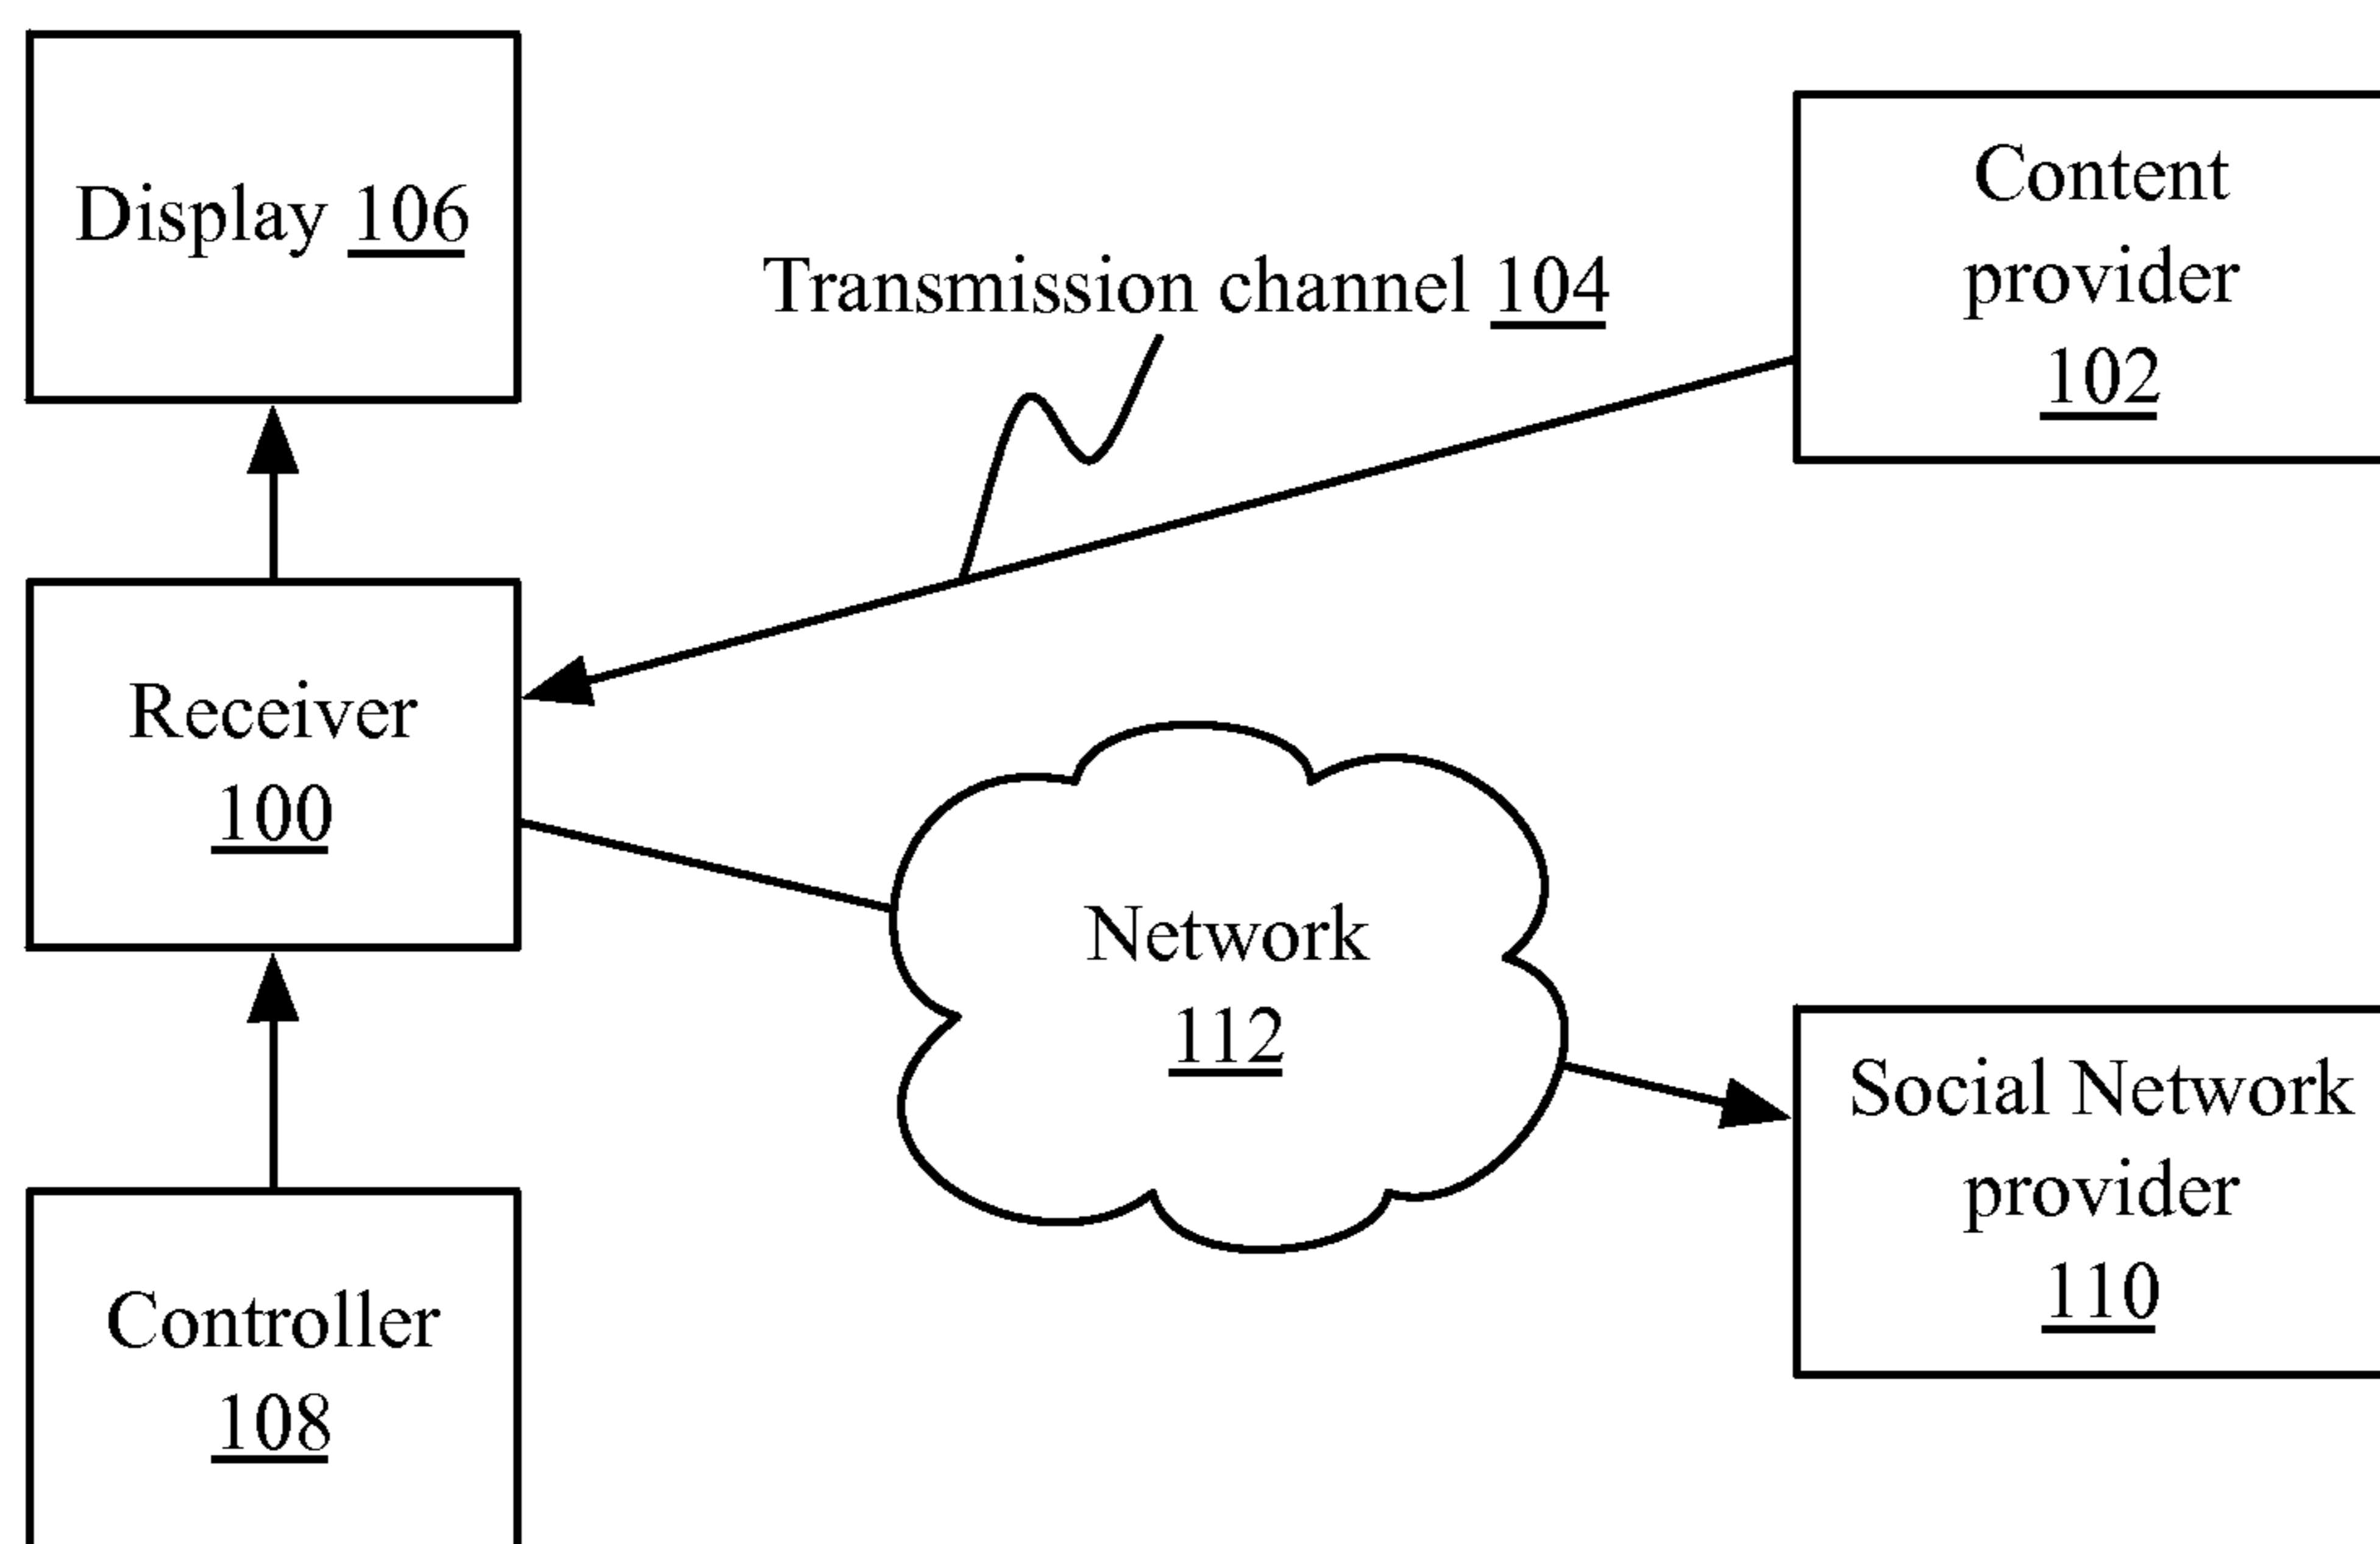 Display 106
Content
provider
102
Transmission channel 104
Receiver
100
Network
112
Social Network
provider
110
Controller
108